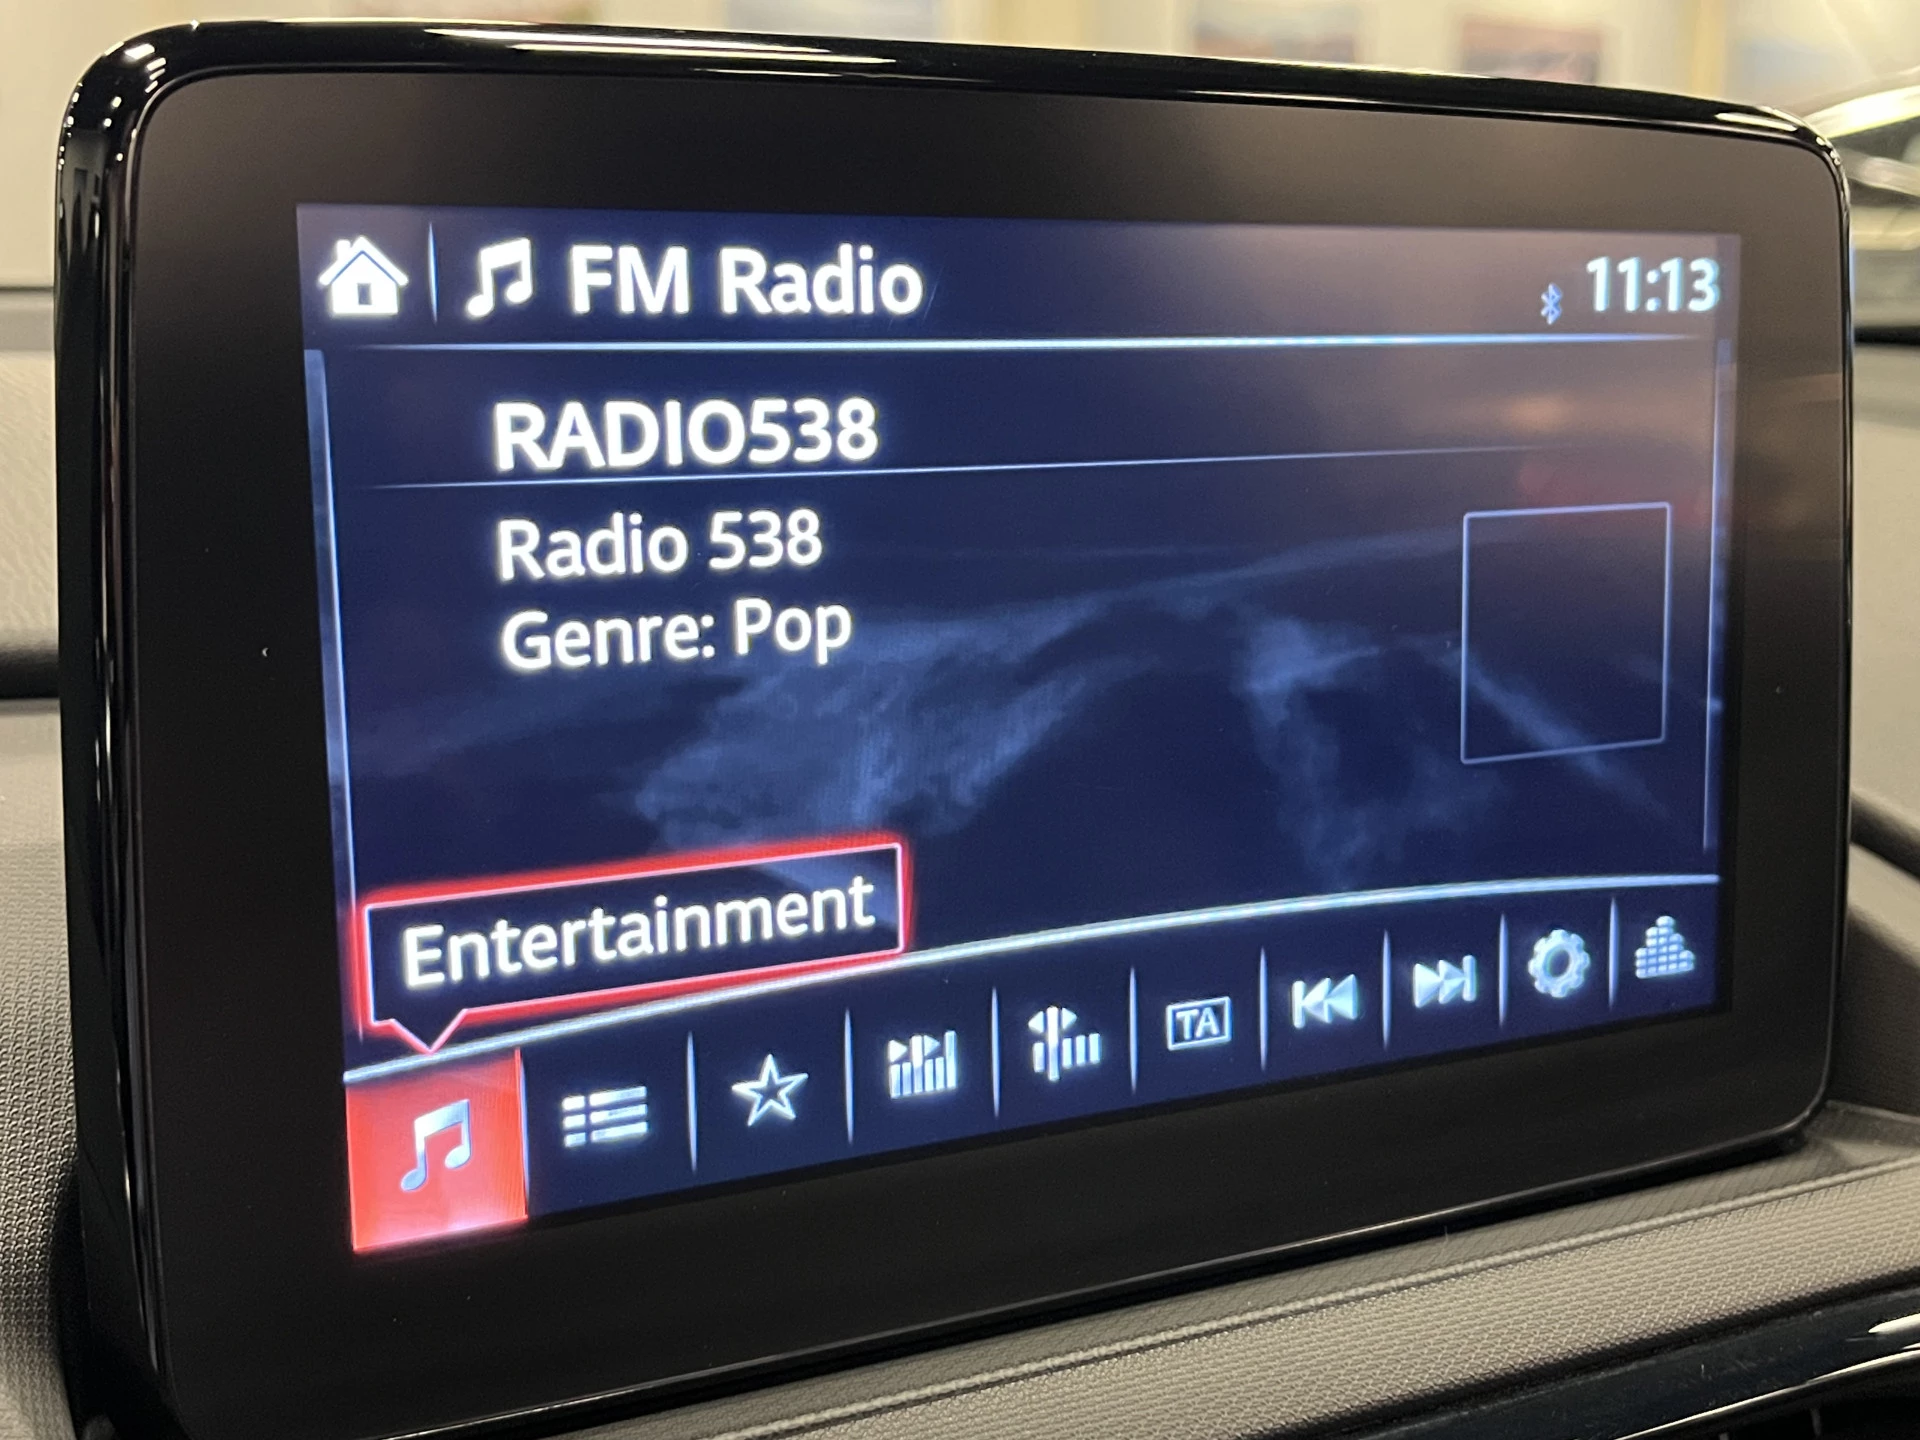 FM Radio
11:13
RADIO538
Radio 538
Genre: Pop
Entertainment
TA